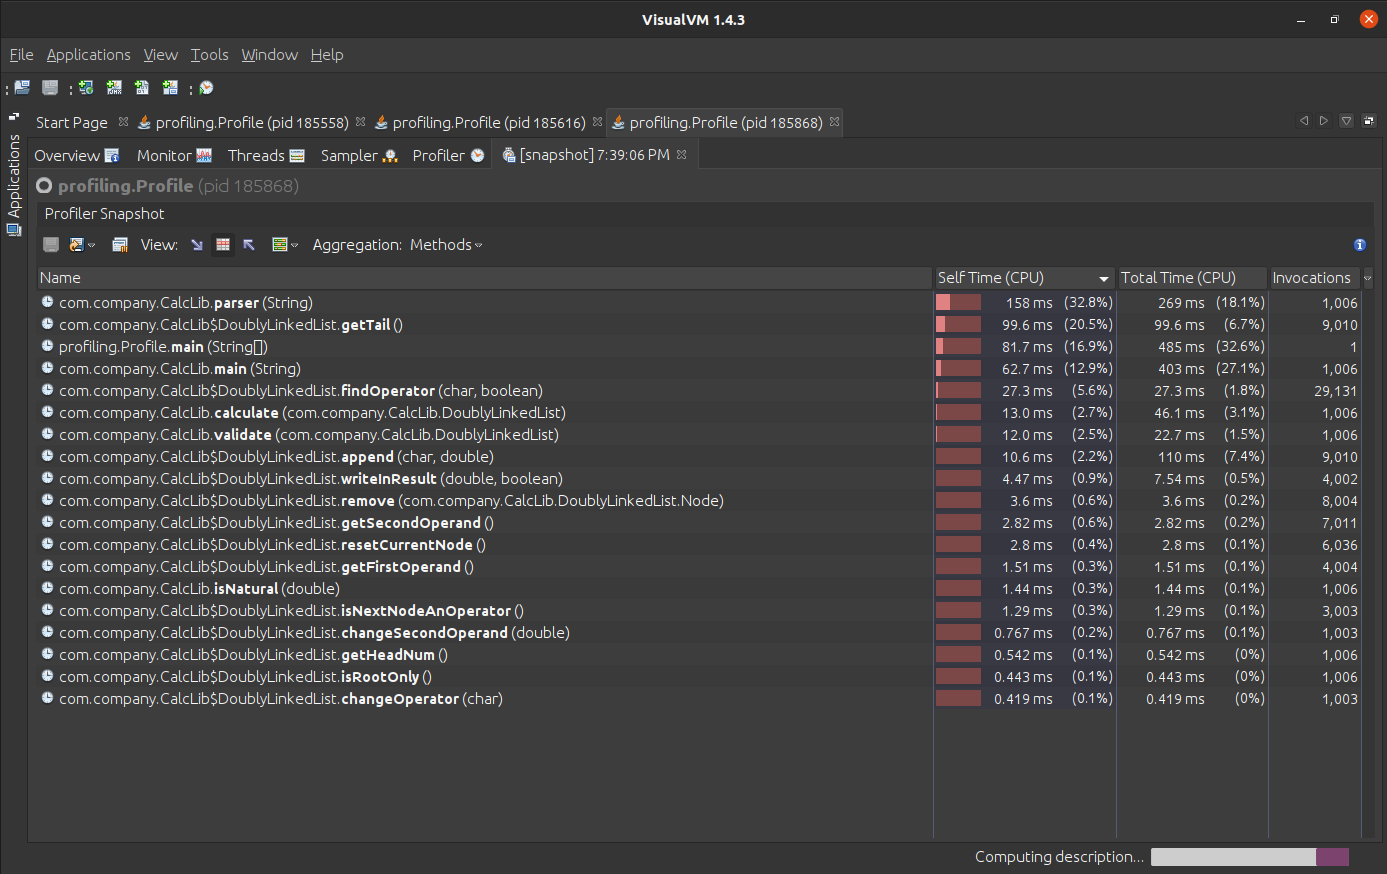 VisualVM 1.4.3
File Applications View Tools Window Help
Start Page profiling.Profile (pid 185558) profiling.Profile (pid 185616) profiling.Profile (pid 185868)
Applications
Overview Monitor Threads Sampler Profiler [snapshot] 7:39:06 PM
profiling.Profile (pid 185868)
Profiler Snapshot
View: Aggregation: Methods
Name Self Time (CPU) Total Time (CPU) Invocations
com.company.CalcLib.parser (String) 158 ms (32.8%) 269 ms (18.1%) 1,006
com.company.CalcLib$DoublyLinkedList.getTail () 99.6 ms (20.5%) 99.6 ms (6.7%) 9,010
profiling.Profile.main (String[]) 81.7 ms (16.9%) 485 ms (32.6%) 1
com.company.CalcLib.main (String) 62.7 ms (12.9%) 403 ms (27.1%) 1,006
com.company.CalcLib$DoublyLinkedList.findOperator (char, boolean) 27.3 ms (5.6%) 27.3 ms (1.8%) 29,131
com.company.CalcLib.calculate (com.company.CalcLib.DoublyLinkedList) 13.0 ms (2.7%) 46.1 ms (3.1%) 1,006
com.company.CalcLib.validate (com.company.CalcLib.DoublyLinkedList) 12.0 ms (2.5%) 22.7 ms (1.5%) 1,006
com.company.CalcLib$DoublyLinkedList.append (char, double) 10.6 ms (2.2%) 110 ms (7.4%) 9,010
com.company.CalcLib$DoublyLinkedList.writeInResult (double, boolean) 4.47 ms (0.9%) 7.54 ms (0.5%) 4,002
com.company.CalcLib$DoublyLinkedList.remove (com.company.CalcLib.DoublyLinkedList.Node) 3.6 ms (0.6%) 3.6 ms (0.2%) 8,004
com.company.CalcLib$DoublyLinkedList.getSecondOperand () 2.82 ms (0.6%) 2.82 ms (0.2%) 7,011
com.company.CalcLib$DoublyLinkedList.resetCurrentNode () 2.8 ms (0.4%) 2.8 ms (0.1%) 6,036
com.company.CalcLib$DoublyLinkedList.getFirstOperand () 1.51 ms (0.3%) 1.51 ms (0.1%) 4,004
com.company.CalcLib.isNatural (double) 1.44 ms (0.3%) 1.44 ms (0.1%) 1,006
com.company.CalcLib$DoublyLinkedList.isNextNodeAnOperator () 1.29 ms (0.3%) 1.29 ms (0.1%) 3,003
com.company.CalcLib$DoublyLinkedList.changeSecondOperand (double) 0.767 ms (0.2%) 0.767 ms (0.1%) 1,003
com.company.CalcLib$DoublyLinkedList.getHeadNum () 0.542 ms (0.1%) 0.542 ms (0%) 1,006
com.company.CalcLib$DoublyLinkedList.isRootOnly () 0.443 ms (0.1%) 0.443 ms (0%) 1,006
com.company.CalcLib$DoublyLinkedList.changeOperator (char) 0.419 ms (0.1%) 0.419 ms (0%) 1,003
Computing description...